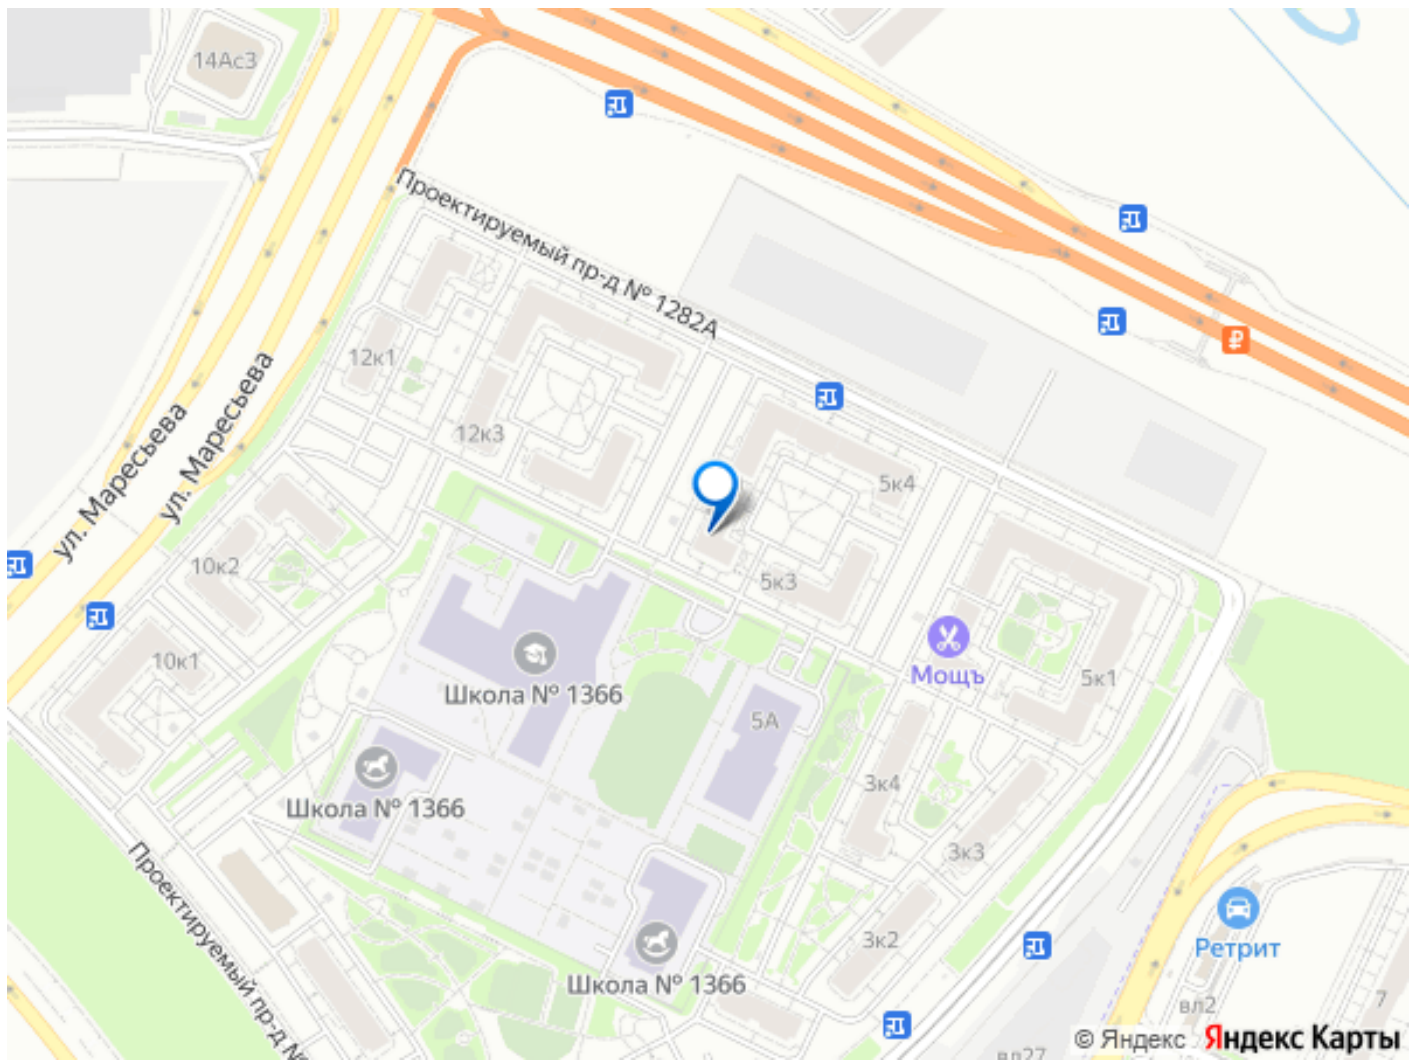 14Ас3
Проектируемый пр-д № 1282А
12к1
ул. Маресьева
ул. Маресьева
12к3
5к4
10к2
5к3
Мощъ
10к1
5к1
Школа № 1366
5А
3к4
Школа № 1366
3к3
Проектируемый пр-д №
3к2
Ретрит
Школа № 1366
7
вл2
вл27
© Яндекс Яндекс Карты